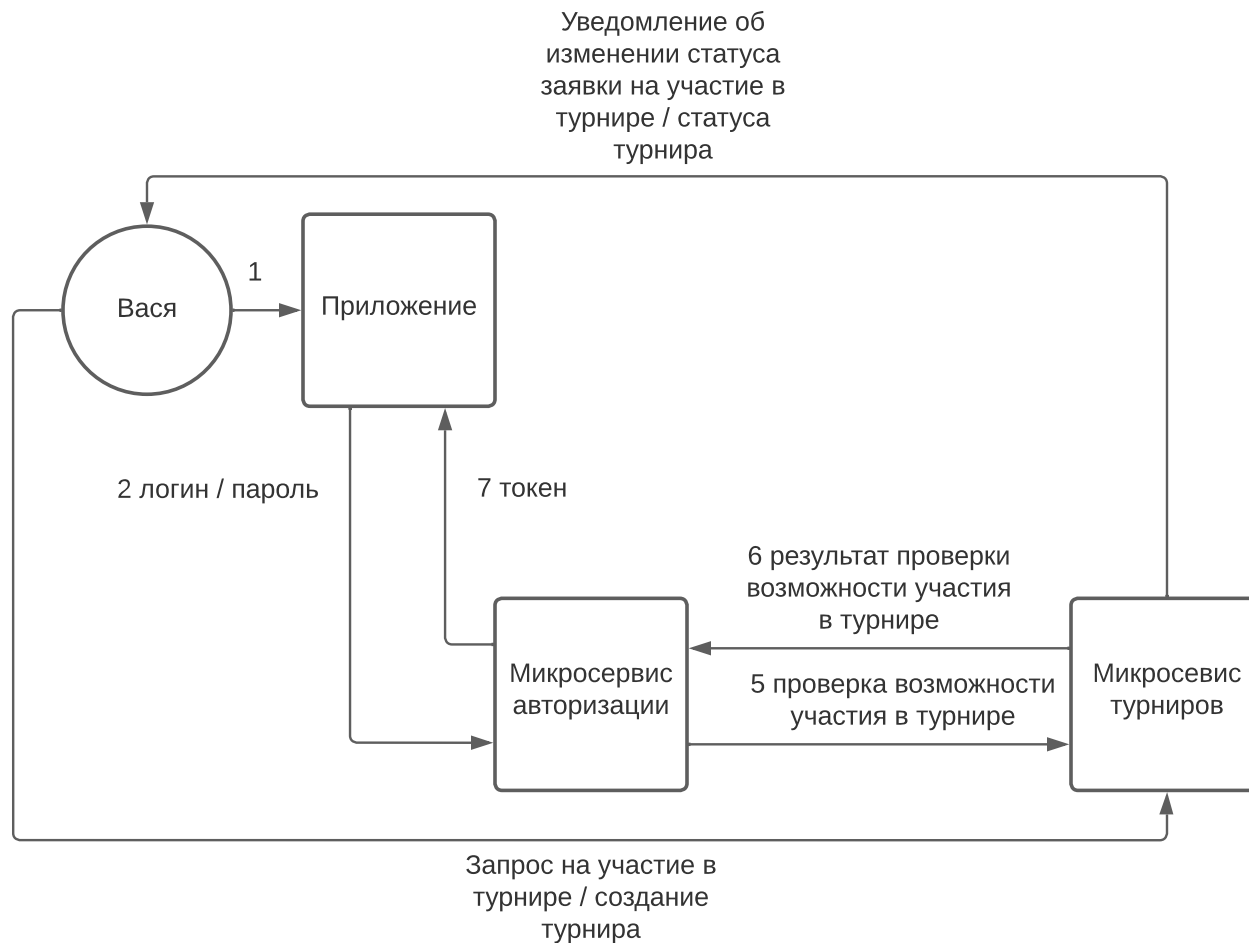 Уведомление об
изменении статуса
заявки на участие в
турнире / статуса
турнира
1
Вася
Приложение
2 логин / пароль
7 токен
6 результат проверки
возможности участия
в турнире
Микросервис
авторизации
5 проверка возможности
участия в турнире
Микросевис
турниров
Запрос на участие в
турнире / создание
турнира